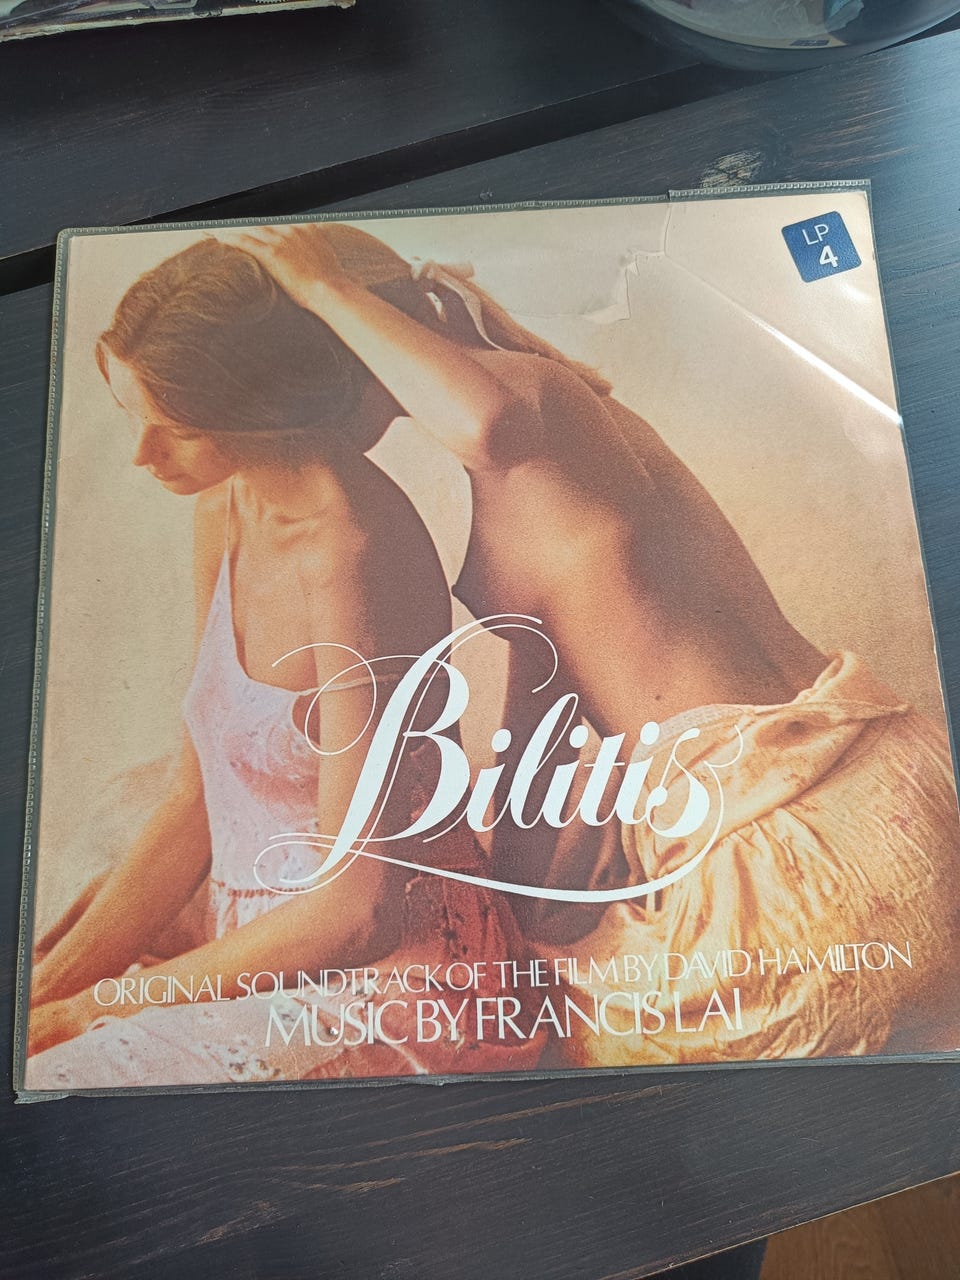 LP
4
Bilitis
ORIGINAL SOUNDTRACK OF THE FILM BY DAVID HAMILTON
MUSIC BY FRANCIS LAI